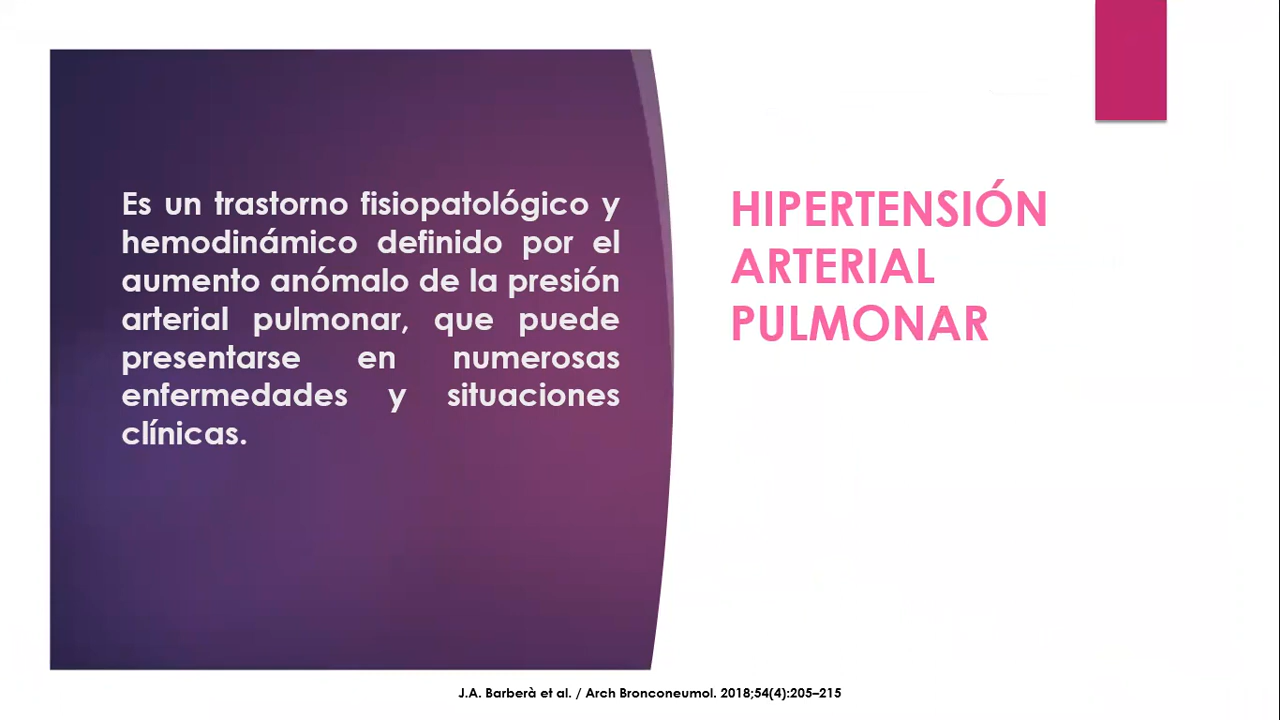 Es un trastorno fisiopatológico y
hemodinámico definido por el
aumento anómalo de la presión
arterial pulmonar, que puede
presentarse en numerosas
enfermedades y situaciones
clínicas.
HIPERTENSIÓN
ARTERIAL
PULMONAR
J.A. Barberà et al. / Arch Bronconeumol. 2018;54(4):205–215